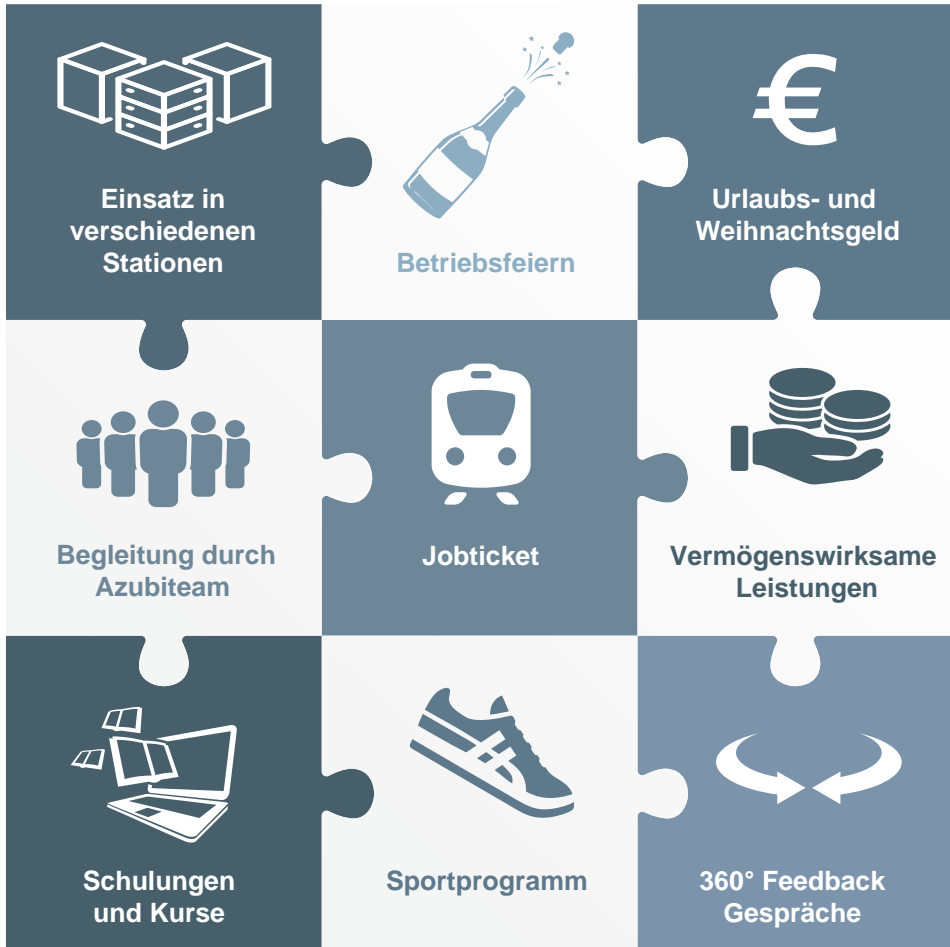 Einsatz in
verschiedenen
Stationen
Betriebsfeiern
€
Urlaubs- und
Weihnachtsgeld
Begleitung durch
Azubiteam
Jobticket
Vermögenswirksame
Leistungen
Schulungen
und Kurse
Sportprogramm
360° Feedback
Gespräche